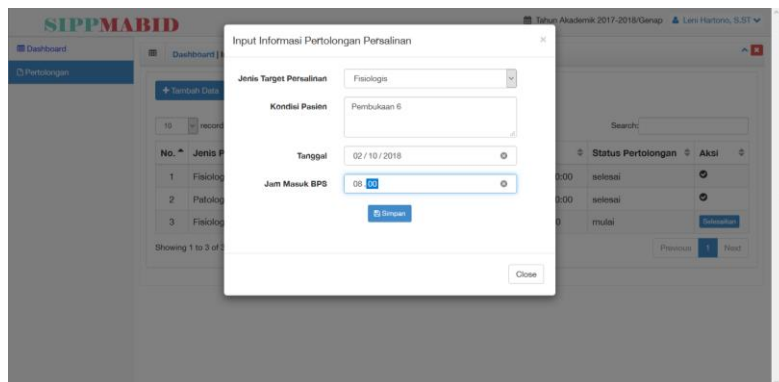 SIPPMABID
Tahun Akademik 2017-2018/Genap
Leni Hartono, S.ST
Dashboard
Pertolongan
Dashboard |
Tambah Data
10 record
Search:
No. Jenis P Status Pertolongan Aksi
1 Fisiolog 0:00 selesai
2 Patolog 0:00 selesai
3 Fisiolog 0 mulai Selesaikan
Showing 1 to 3 of 3
Previous 1 Next
Input Informasi Pertolongan Persalinan
×
Jenis Target Persalinan Fisiologis
Kondisi Pasien Pembukaan 6
Tanggal 02/10/2018
Jam Masuk BPS 08:00
Simpan
Close